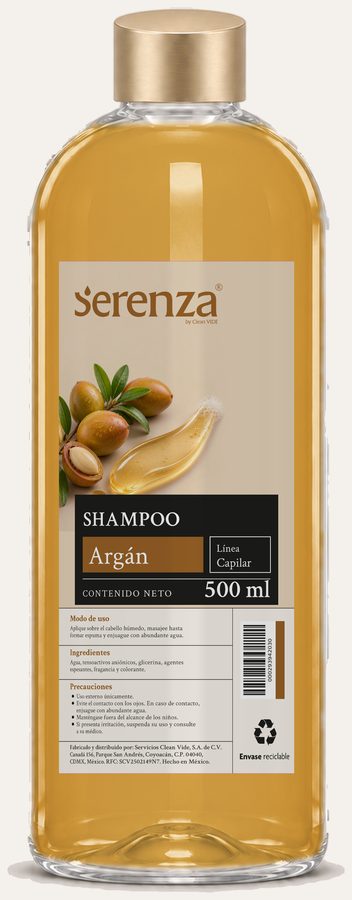 Serenza®
by Clean VIDE
SHAMPOO
Argán
Línea
Capilar
CONTENIDO NETO
500 ml
Modo de uso
Aplique sobre el cabello húmedo, masajee hasta
formar espuma y enjuague con abundante agua.
Ingredientes
Agua, tensoactivos aniónicos, glicerina, agentes
espesantes, fragancia y colorante.
Precauciones
• Uso externo únicamente.
• Evite el contacto con los ojos. En caso de contacto,
enjuague con abundante agua.
• Manténgase fuera del alcance de los niños.
• Si presenta irritación, suspenda su uso y consulte
a su médico.
Fabricado y distribuido por: Servicios Clean Vide, S.A. de C.V.
Canadá 156, Parque San Andrés, Coyoacán, C.P. 04040,
CDMX, México. RFC: SCV2502149N7. Hecho en México.
000293942030
Envase reciclable